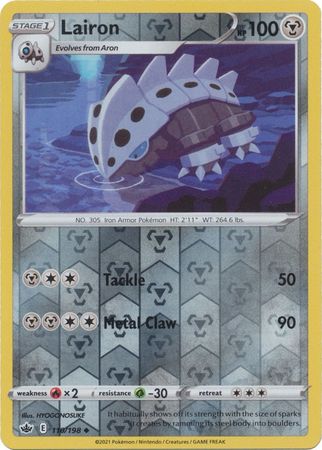 STAGE 1
Lairon
HP 100
Evolves from Aron
NO. 305 Iron Armor Pokémon HT: 2'11" WT: 264.6 lbs.
Tackle 50
Metal Claw 90
weakness ×2 resistance -30 retreat
Illus. HYOGONOSUKE
E 110/198
It habitually shows off its strength with the size of sparks
it creates by ramming its steel body into boulders.
©2021 Pokémon / Nintendo / Creatures / GAME FREAK